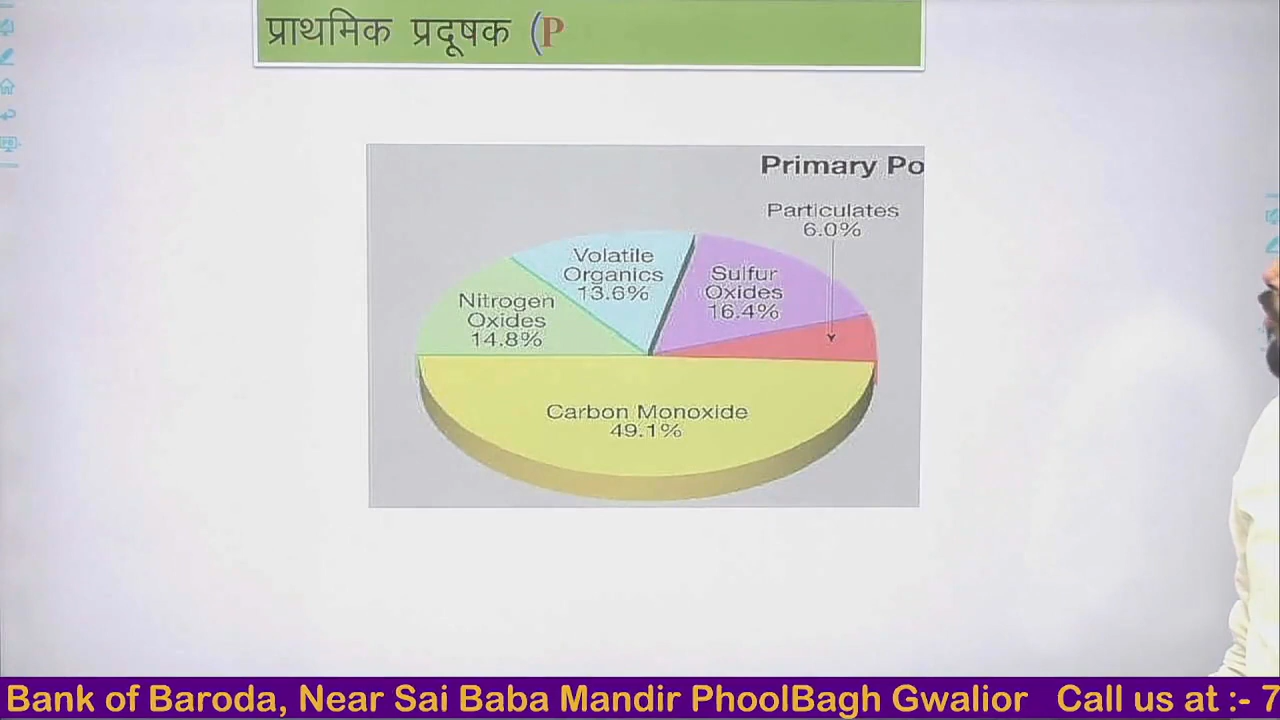 प्राथमिक प्रदूषक (P
Primary Po
Particulates
6.0%
Volatile
Organics
13.6%
Sulfur
Oxides
16.4%
Nitrogen
Oxides
14.8%
Carbon Monoxide
49.1%
Bank of Baroda, Near Sai Baba Mandir PhoolBagh Gwalior Call us at :- 7